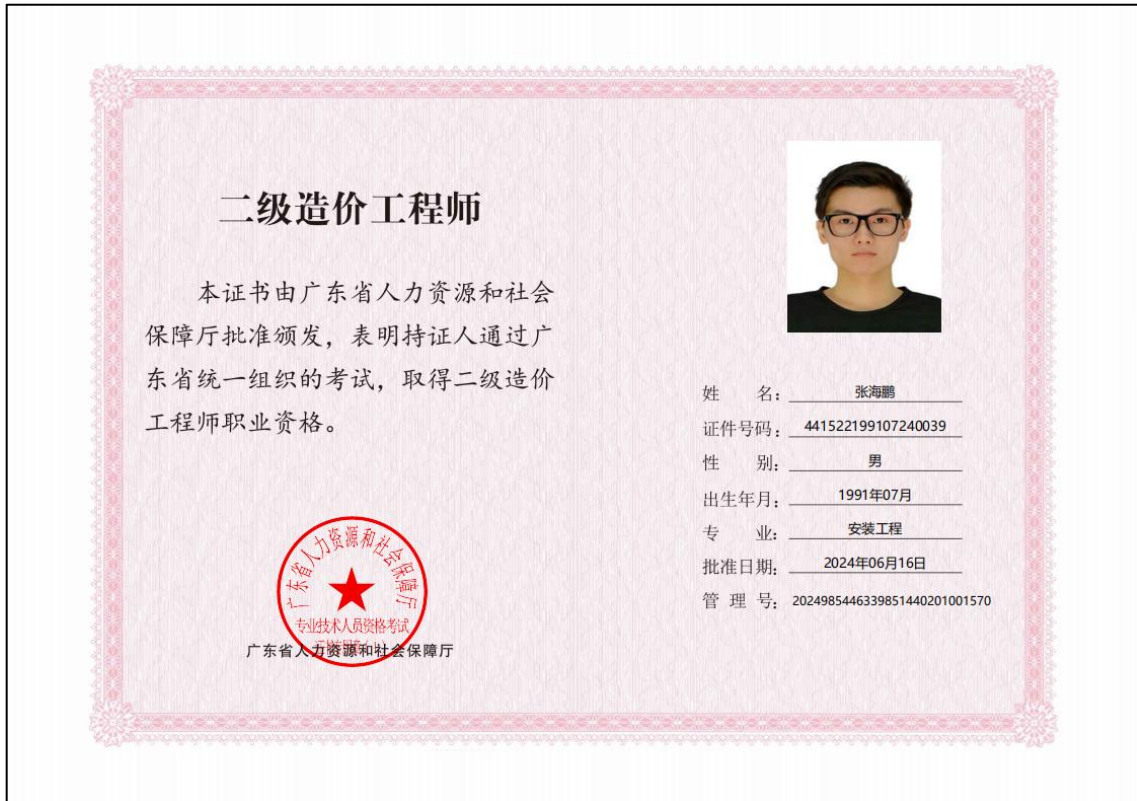 二级造价工程师
本证书由广东省人力资源和社会
保障厅批准颁发，表明持证人通过广
东省统一组织的考试，取得二级造价
工程师职业资格。
广东省人力资源和社会保障厅
专业技术人员资格考试
广东省人力资源和社会保障厅
姓 名：张海鹏
证件号码：441522199107240039
性 别：男
出生年月：1991年07月
专 业：安装工程
批准日期：2024年06月16日
管 理 号：20249854463398514402010​01570